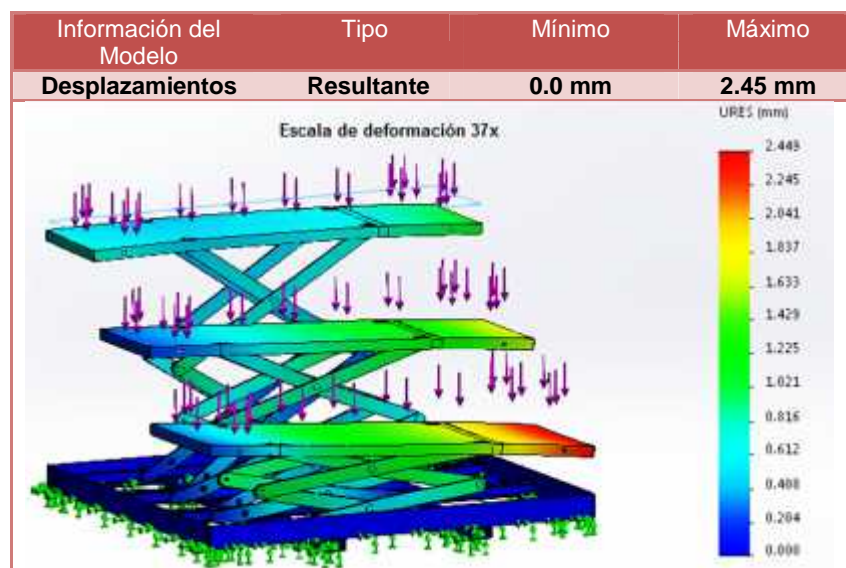 Información del Modelo
Tipo
Mínimo
Máximo
Desplazamientos
Resultante
0.0 mm
2.45 mm
URES (mm)
Escala de deformación 37x
2.449
2.245
2.041
1.837
1.633
1.429
1.225
1.021
0.816
0.612
0.408
0.204
0.000